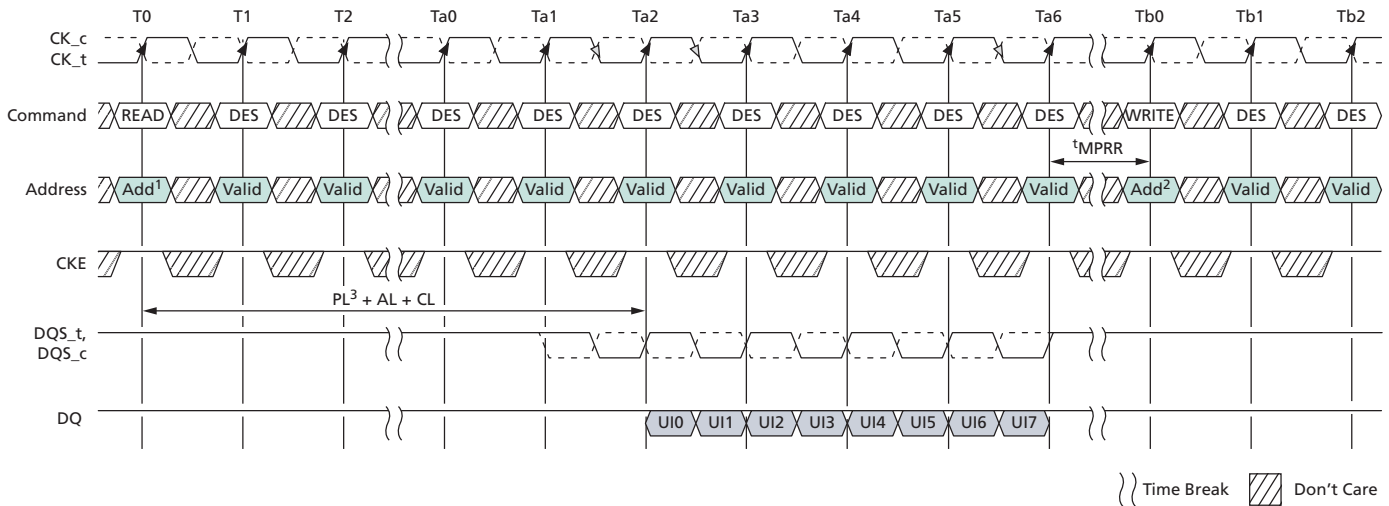 T0 T1 T2 Ta0 Ta1 Ta2 Ta3 Ta4 Ta5 Ta6 Tb0 Tb1 Tb2
CK_c
CK_t
Command READ DES DES DES DES DES DES DES DES DES WRITE DES DES
tMPRR
Address Add1 Valid Valid Valid Valid Valid Valid Valid Valid Valid Add2 Valid Valid
CKE
PL3 + AL + CL
DQS_t,
DQS_c
DQ UI0 UI1 UI2 UI3 UI4 UI5 UI6 UI7
Time Break Don't Care